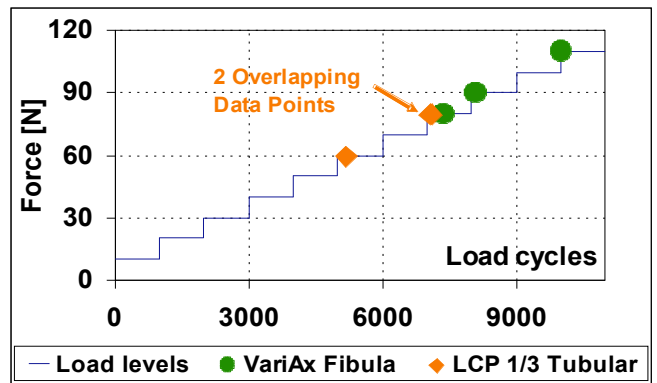 120
90
60
30
0
Force [N]
2 Overlapping
Data Points
Load cycles
0 3000 6000 9000
Load levels VariAx Fibula LCP 1/3 Tubular